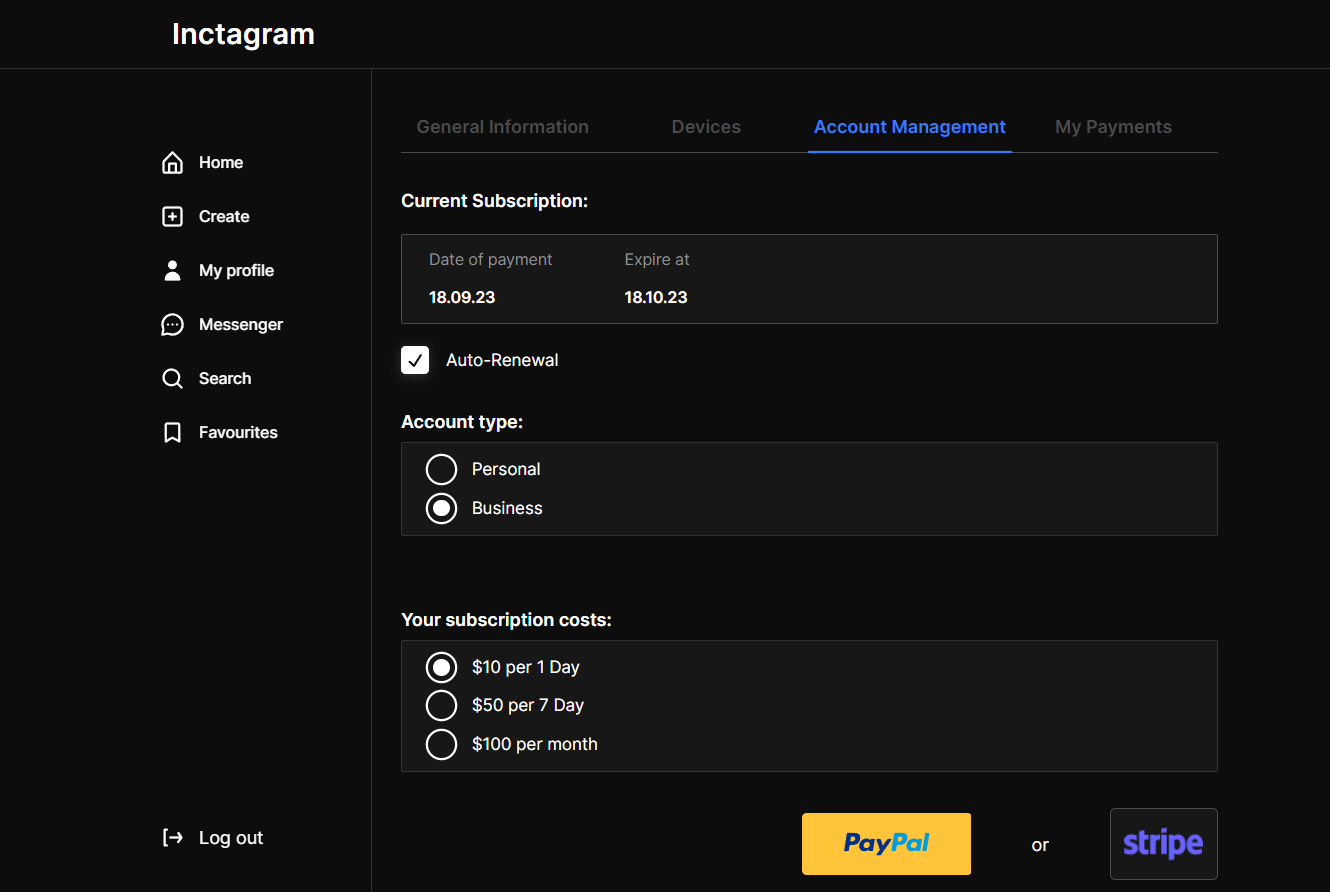 Inctagram
Home
Create
My profile
Messenger
Search
Favourites
Log out
General Information Devices Account Management My Payments
Current Subscription:
Date of payment Expire at
18.09.23 18.10.23
Auto-Renewal
Account type:
Personal
Business
Your subscription costs:
$10 per 1 Day
$50 per 7 Day
$100 per month
PayPal or stripe